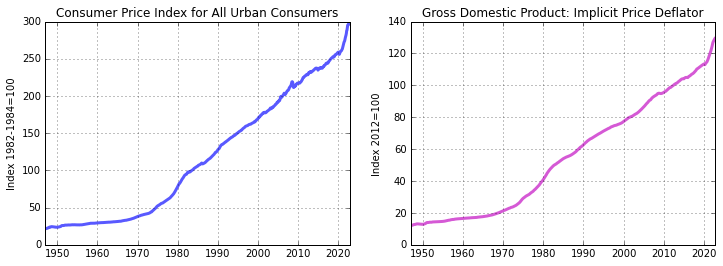 Consumer Price Index for All Urban Consumers
Index 1982-1984=100
300
250
200
150
100
50
0
1950 1960 1970 1980 1990 2000 2010 2020
Gross Domestic Product: Implicit Price Deflator
Index 2012=100
140
120
100
80
60
40
20
0
1950 1960 1970 1980 1990 2000 2010 2020